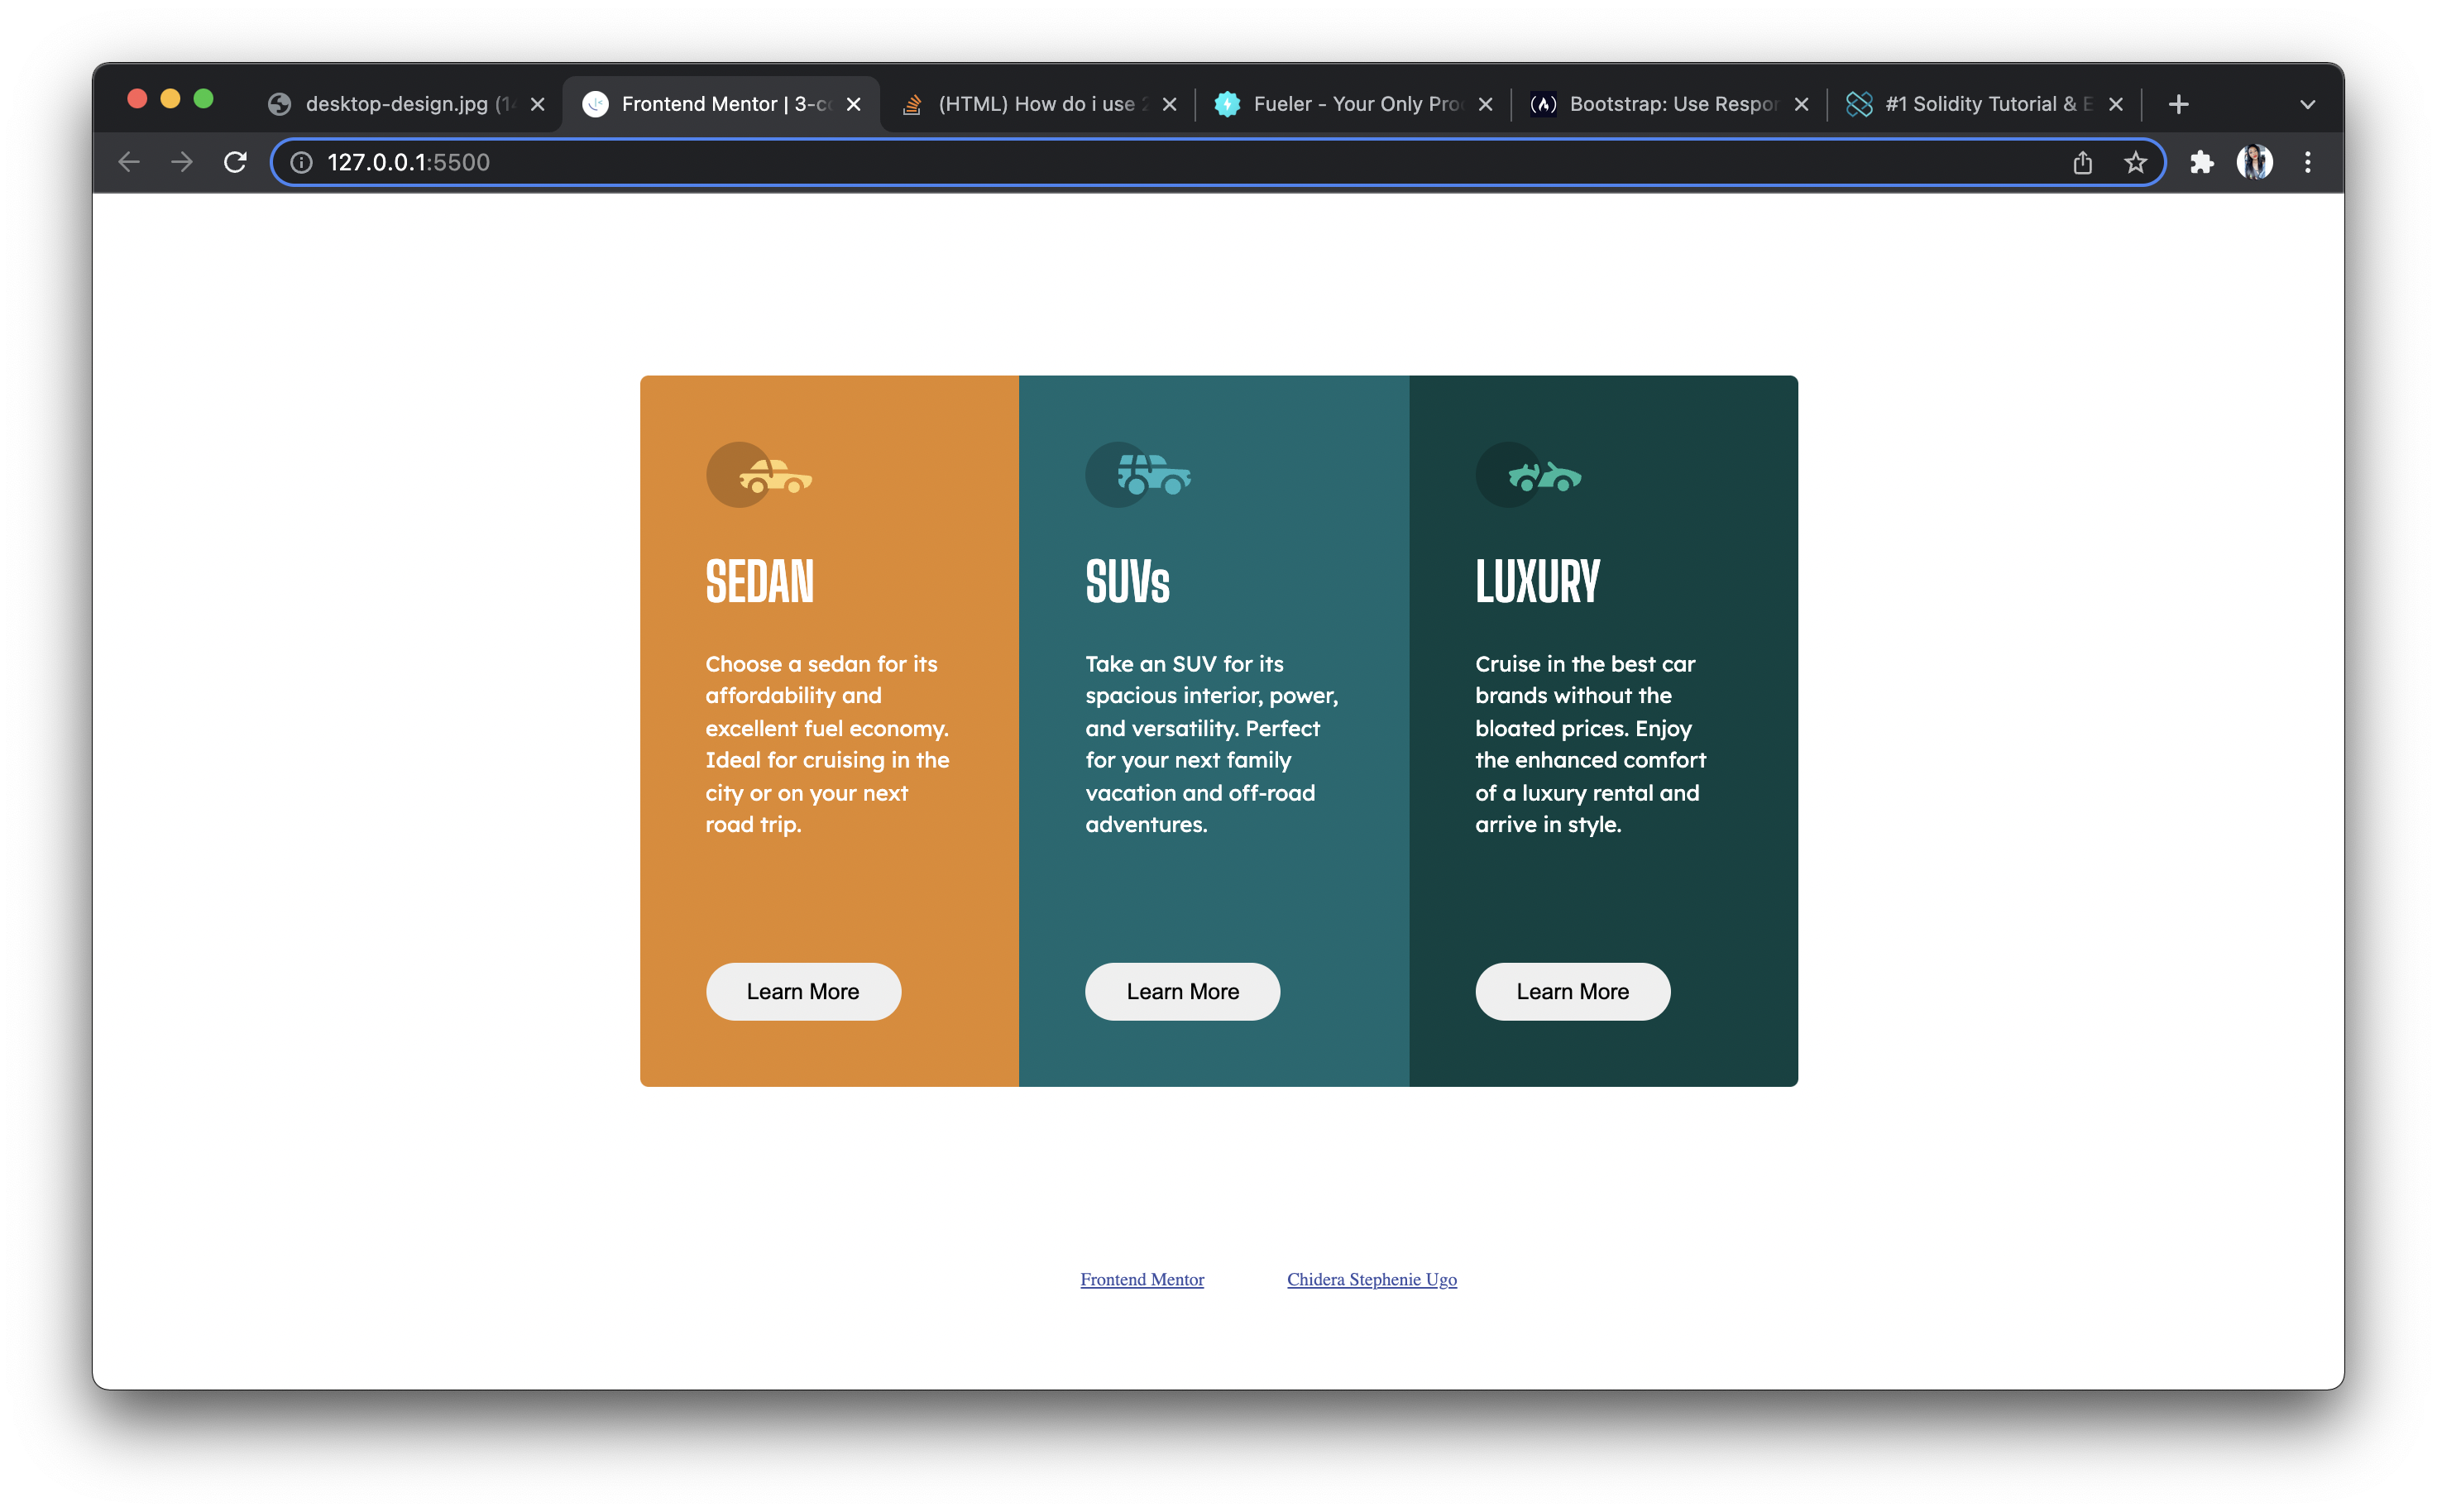 desktop-design.jpg (1
Frontend Mentor | 3-c
(HTML) How do i use
Fueler - Your Only Pro
Bootstrap: Use Respon
#1 Solidity Tutorial & E
127.0.0.1:5500
SEDAN
Choose a sedan for its
affordability and
excellent fuel economy.
Ideal for cruising in the
city or on your next
road trip.
Learn More
SUVs
Take an SUV for its
spacious interior, power,
and versatility. Perfect
for your next family
vacation and off-road
adventures.
Learn More
LUXURY
Cruise in the best car
brands without the
bloated prices. Enjoy
the enhanced comfort
of a luxury rental and
arrive in style.
Learn More
Frontend Mentor
Chidera Stephenie Ugo